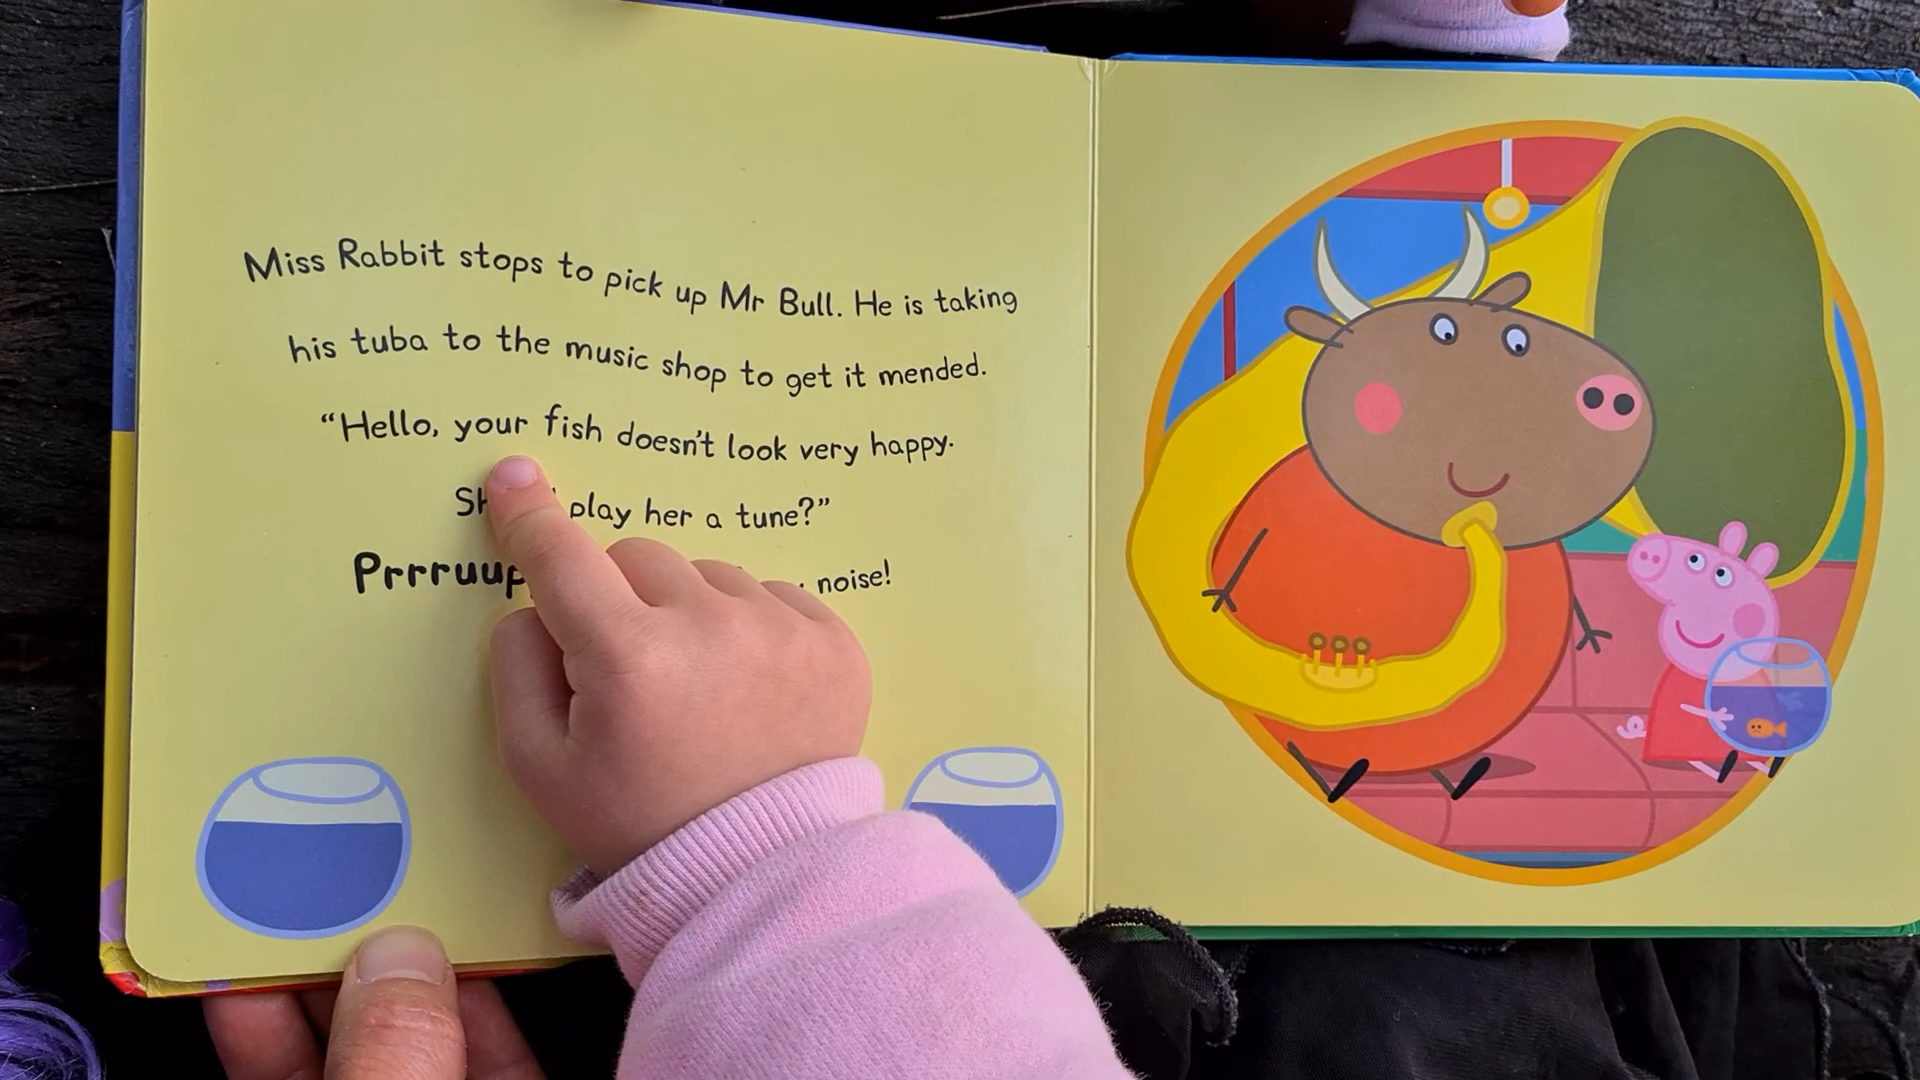 Miss Rabbit stops to pick up Mr Bull. He is taking
his tuba to the music shop to get it mended.
“Hello, your fish doesn’t look very happy.
play her a tune?”
noise!